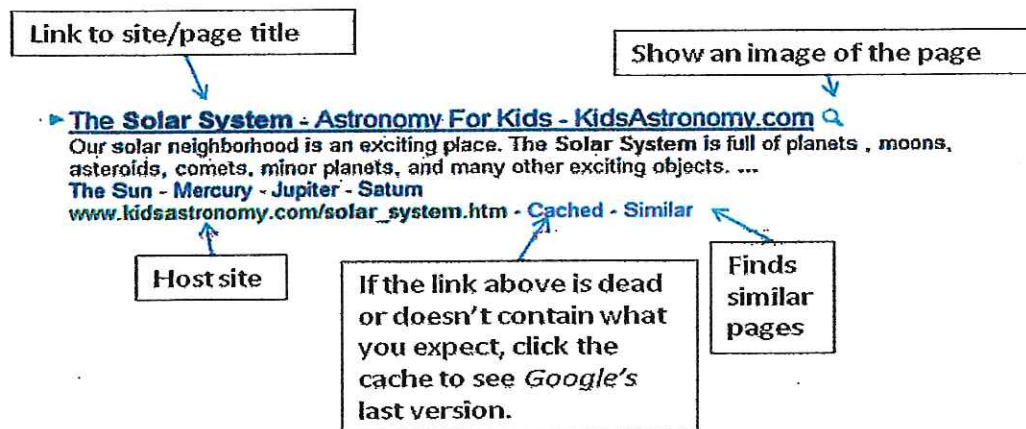 Link to site/page title
Show an image of the page
The Solar System - Astronomy For Kids - KidsAstronomy.com
Our solar neighborhood is an exciting place. The Solar System is full of planets , moons,
asteroids, comets, minor planets, and many other exciting objects. ...
The Sun - Mercury - Jupiter - Saturn
www.kidsastronomy.com/solar_system.htm - Cached - Similar
Host site
If the link above is dead
or doesn't contain what
you expect, click the
cache to see Google's
last version.
Finds
similar
pages